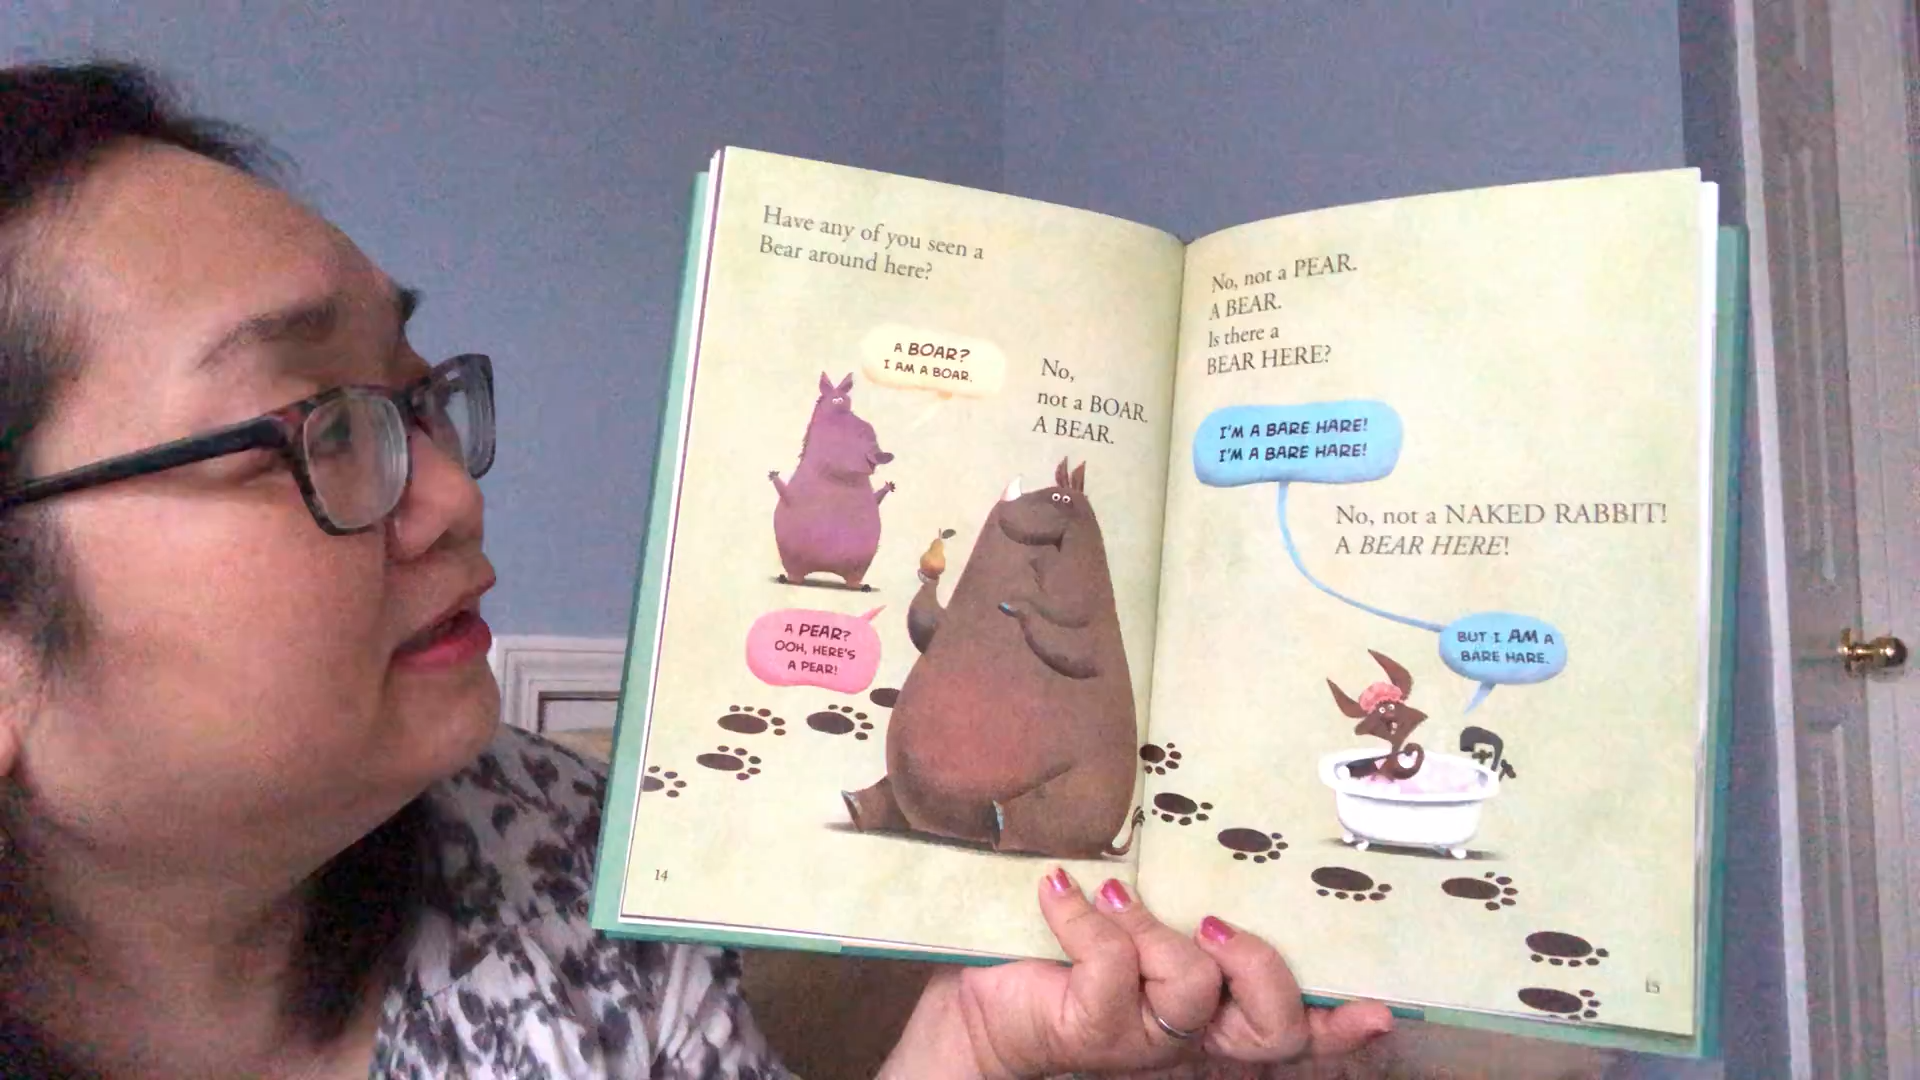 Have any of you seen a
Bear around here?
A BOAR?
I AM A BOAR.
No,
not a BOAR.
A BEAR.
A PEAR?
OOH, HERE'S
A PEAR!
14
No, not a PEAR.
A BEAR.
Is there a
BEAR HERE?
I'M A BARE HARE!
I'M A BARE HARE!
No, not a NAKED RABBIT!
A BEAR HERE!
BUT I AM A
BARE HARE.
15